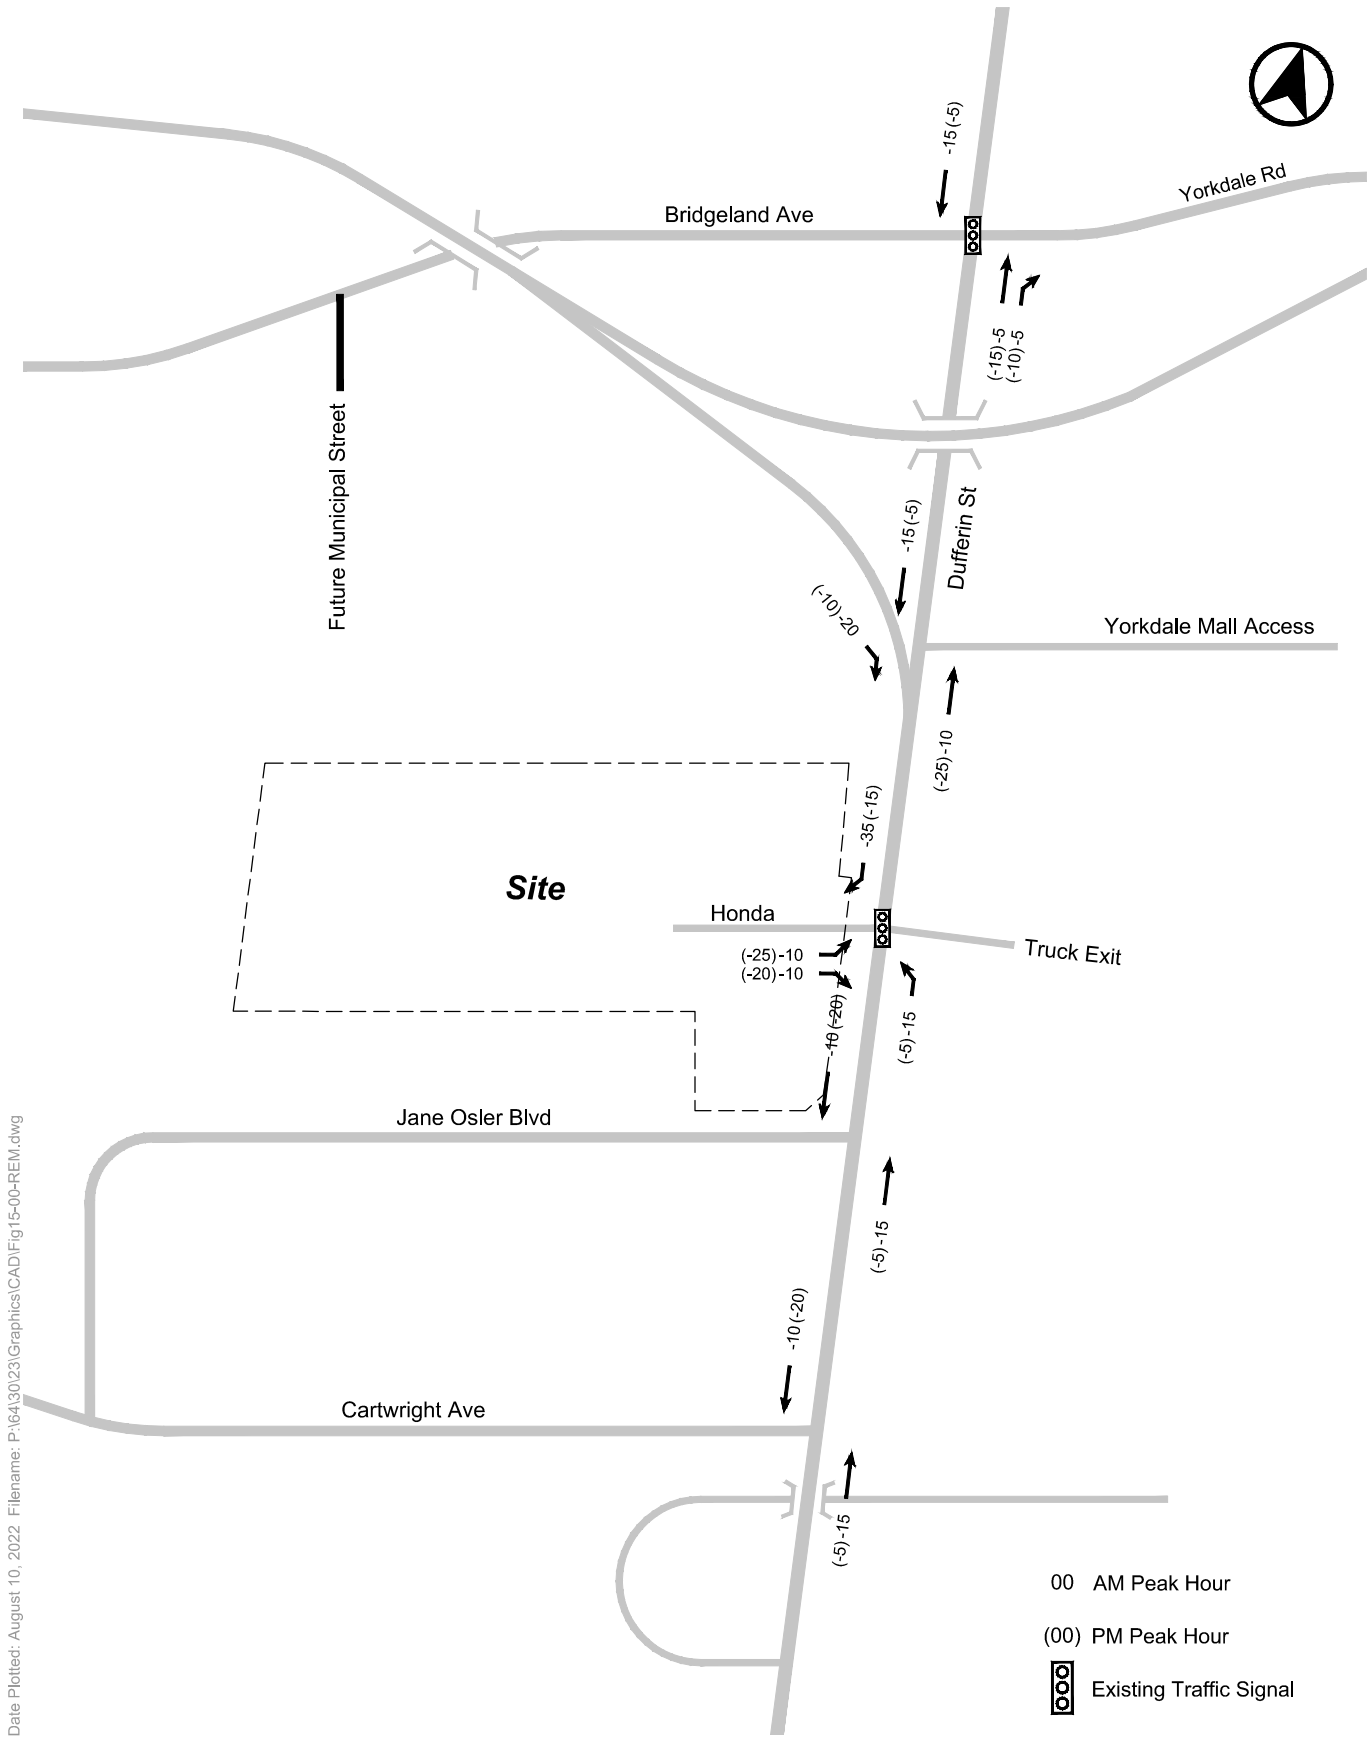 -15(-5)
Yorkdale Rd
Bridgeland Ave
(-15)-5
(-10)-5
Future Municipal Street
Dufferin St
-15(-5)
(-10)-20
Yorkdale Mall Access
(-25)-10
-35(-15)
Site
Honda
Truck Exit
(-25)-10
(-20)-10
-10(-20)
(-5)-15
Jane Osler Blvd
(-5)-15
-10(-20)
Cartwright Ave
(-5)-15
00 AM Peak Hour
(00) PM Peak Hour
Existing Traffic Signal
Date Plotted: August 10, 2022 Filename: P:\64\30\23\Graphics\CAD\Fig15-00-REM.dwg